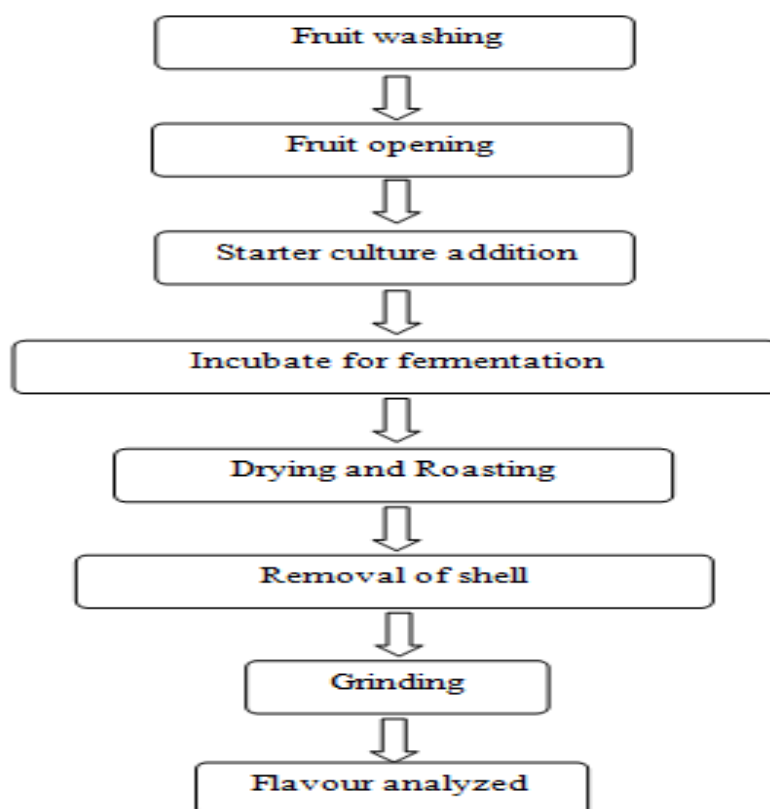 Fruit washing
Fruit opening
Starter culture addition
Incubate for fermentation
Drying and Roasting
Removal of shell
Grinding
Flavour analyzed